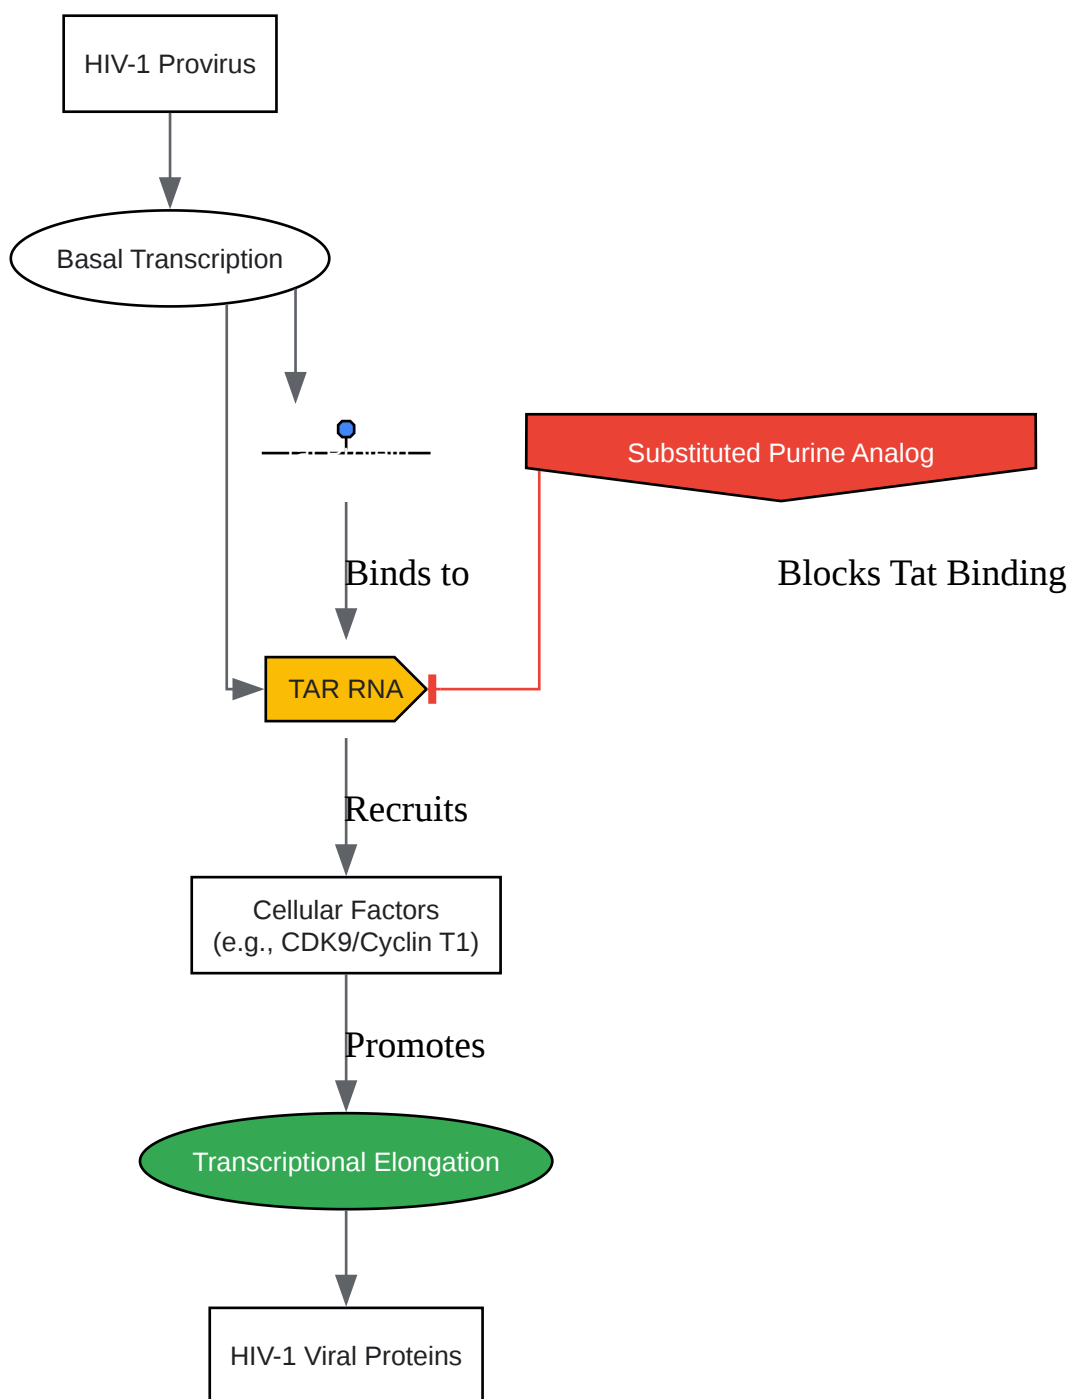 HIV-1 Provirus
Basal Transcription
Substituted Purine Analog
Binds to
Blocks Tat Binding
TAR RNA
Recruits
Cellular Factors
(e.g., CDK9/Cyclin T1)
Promotes
Transcriptional Elongation
HIV-1 Viral Proteins